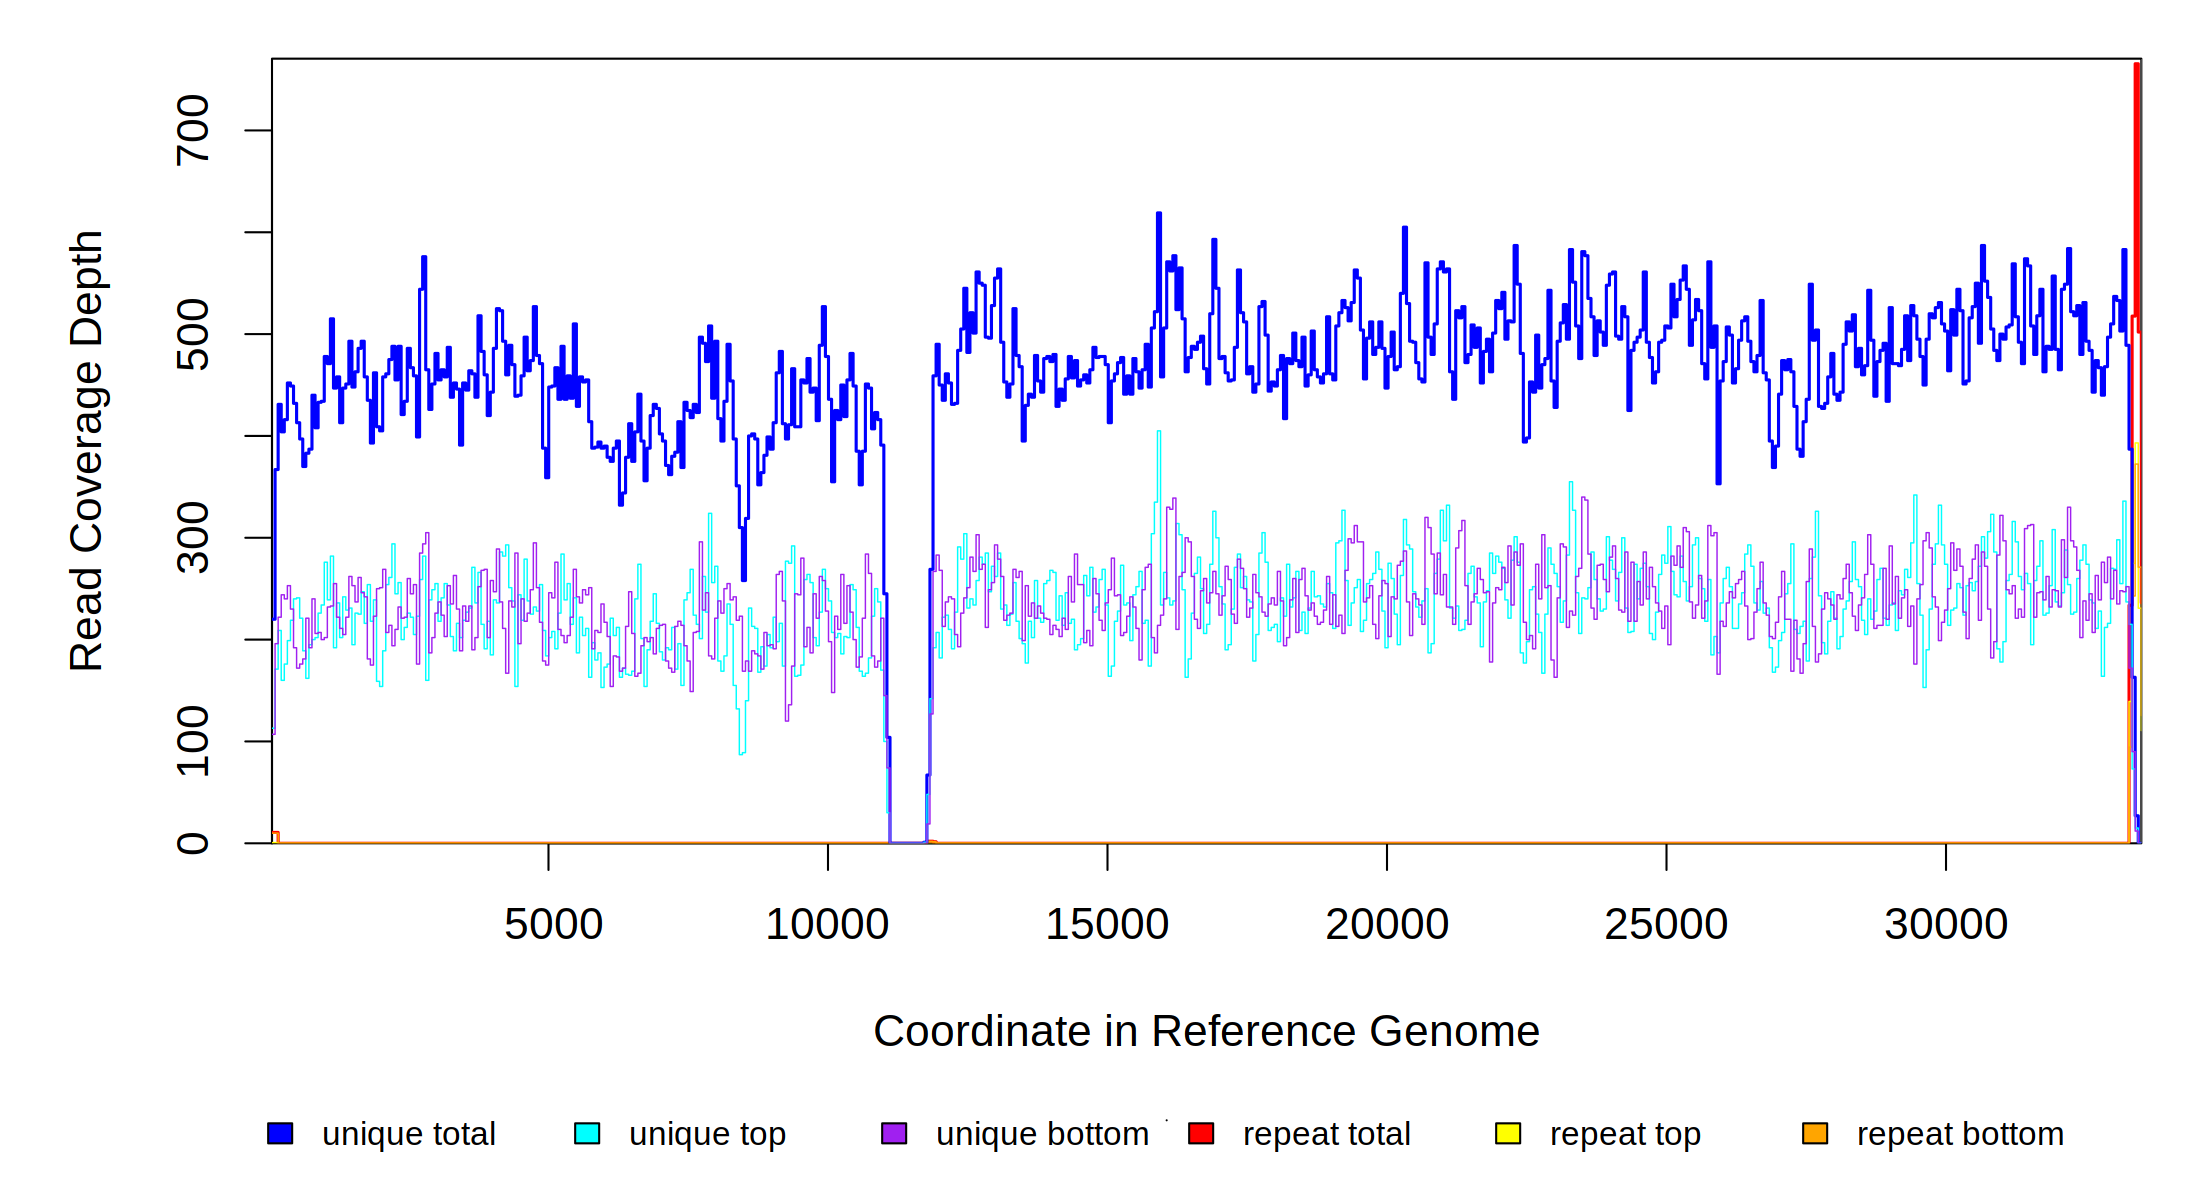 Read Coverage Depth
700
500
300
100
0
5000 10000 15000 20000 25000 30000
Coordinate in Reference Genome
unique total unique top unique bottom repeat total repeat top repeat bottom